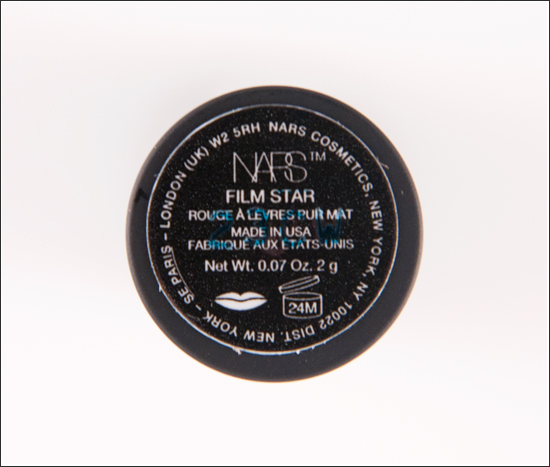 NARS™
FILM STAR
ROUGE À LÈVRES PUR MAT
MADE IN USA
FABRIQUÉ AUX ÉTATS-UNIS
Net Wt. 0.07 Oz. 2 g
24M
NARS COSMETICS, NEW YORK, NY 10022 DIST. NEW YORK – SE PARIS – LONDON (UK) W2 5RH